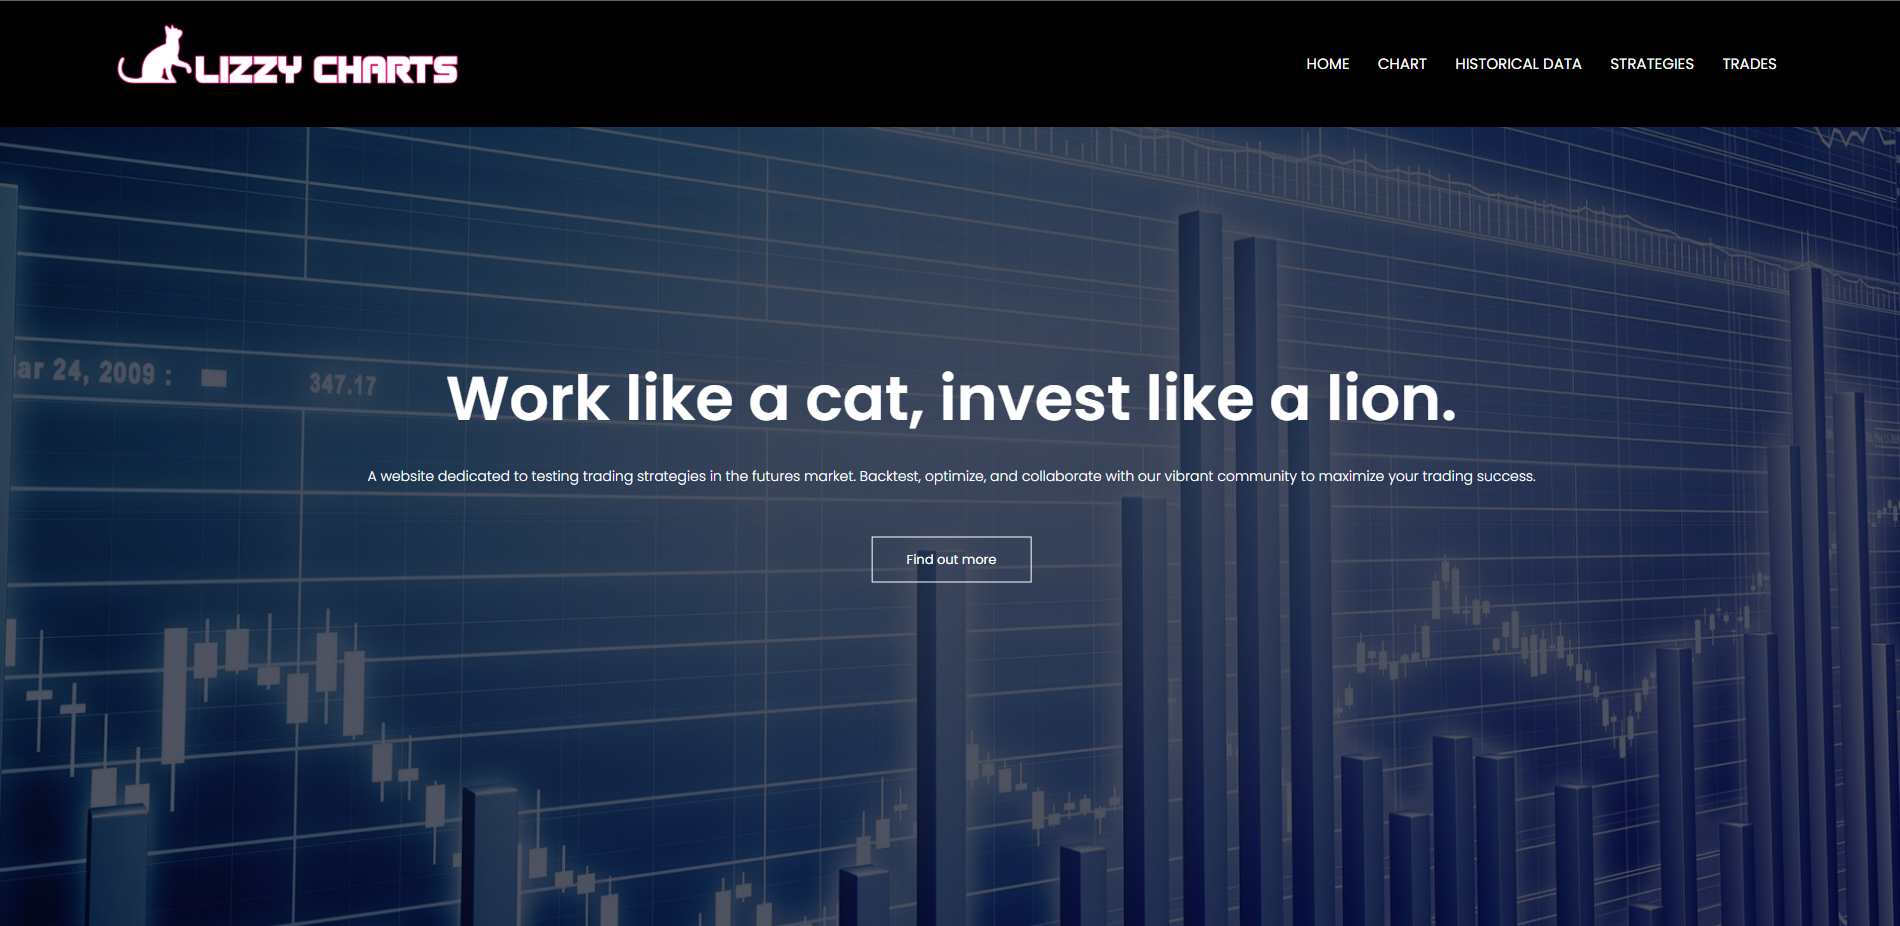 LIZZY CHARTS
HOME CHART HISTORICAL DATA STRATEGIES TRADES
ar 24, 2009 :
347.17
Work like a cat, invest like a lion.
A website dedicated to testing trading strategies in the futures market. Backtest, optimize, and collaborate with our vibrant community to maximize your trading success.
Find out more